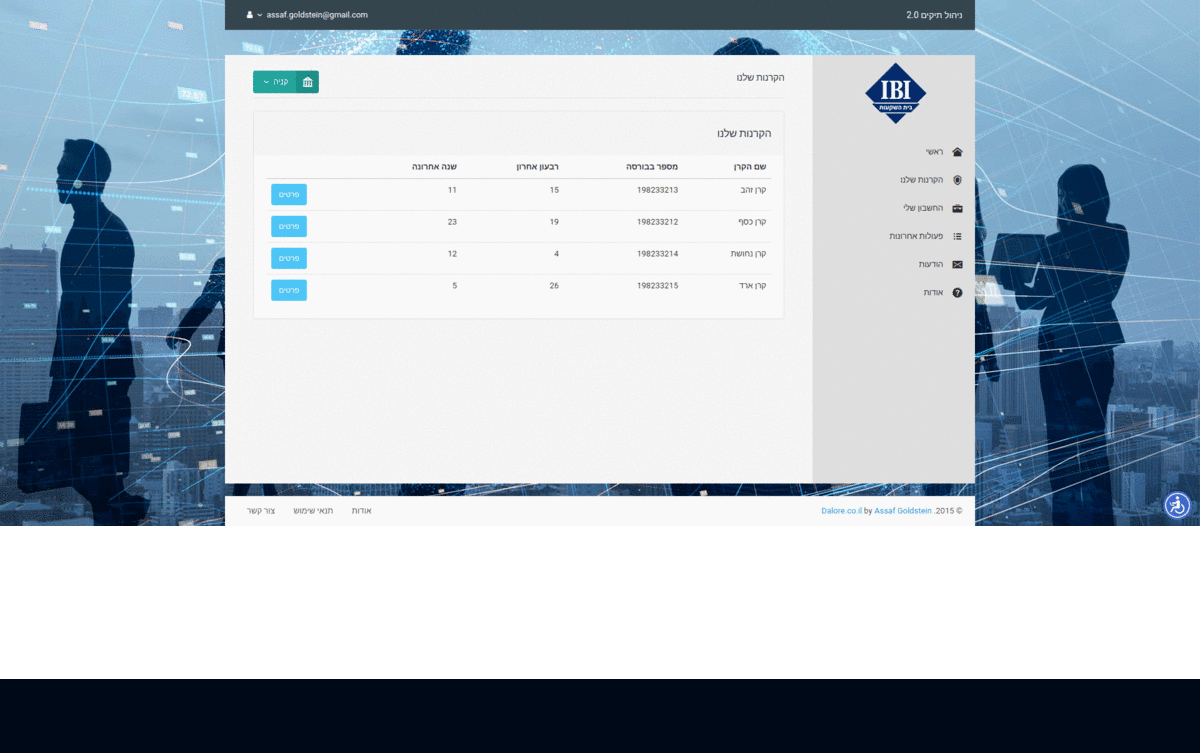 ניהול תיקים 2.0
assaf.goldstein@gmail.com
IBI
בית השקעות
ראשי
הקרנות שלנו
החשבון שלי
פעולות אחרונות
הודעות
אודות
הקרנות שלנו
קניה
הקרנות שלנו
שם הקרן מספר בבורסה רבעון אחרון שנה אחרונה
קרן זהב 198233213 15 11 פרטים
קרן כסף 198233212 19 23 פרטים
קרן נחושת 198233214 4 12 פרטים
קרן ארד 198233215 26 5 פרטים
© 2015. Dalore.co.il by Assaf Goldstein
אודות תנאי שימוש צור קשר